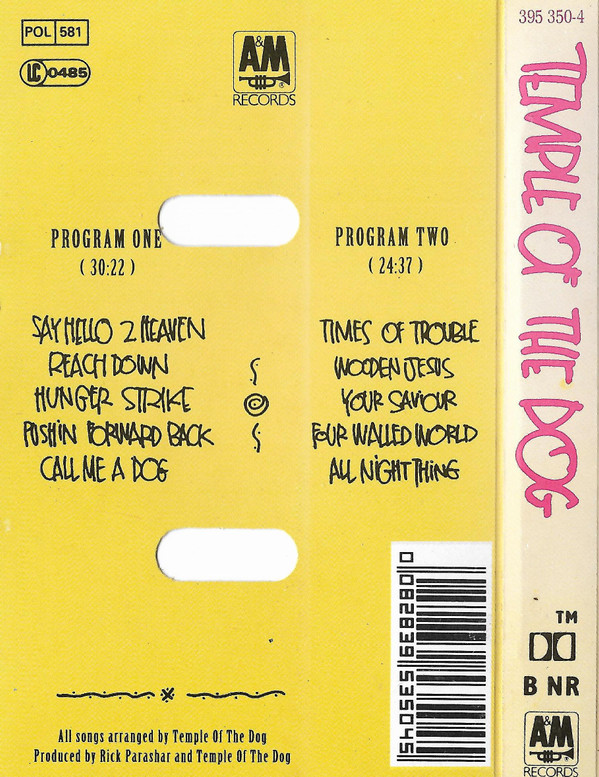 POL 581
LC 0485
A&M
RECORDS
PROGRAM ONE
( 30:22 )
SAY HELLO 2 HEAVEN
REACH DOWN
HUNGER STRIKE
PUSHIN FORWARD BACK
CALL ME A DOG
PROGRAM TWO
( 24:37 )
TIMES OF TROUBLE
WOODEN JESUS
YOUR SAVIOUR
FOUR WALLED WORLD
ALL NIGHT THING
0 082839 535045
All songs arranged by Temple Of The Dog
Produced by Rick Parashar and Temple Of The Dog
395 350-4
TEMPLE OF THE DOG
TM
B NR
A&M
RECORDS